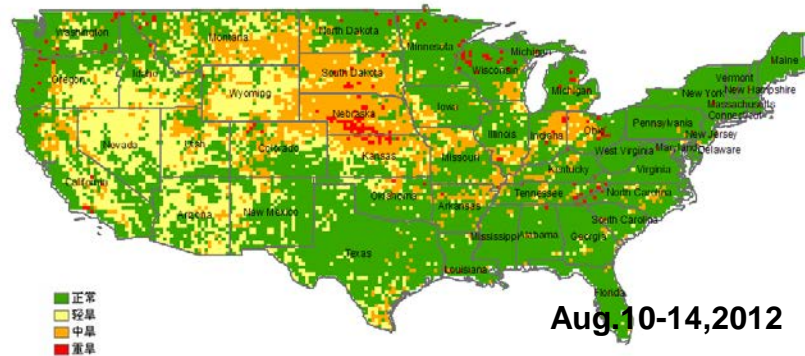 Washington
Montana
North Dakota
Minnesota
Michigan
Maine
Oregon
Idaho
South Dakota
Wisconsin
Michigan
Vermont
New York
New Hampshire
Massachusetts
Connecticut
Wyoming
Iowa
Nebraska
Nevada
Utah
Colorado
Kansas
Missouri
Illinois
Indiana
Ohio
Pennsylvania
New Jersey
Maryland
Delaware
West Virginia
Virginia
Kentucky
California
Arizona
New Mexico
Oklahoma
Arkansas
Tennessee
North Carolina
South Carolina
Texas
Mississippi
Alabama
Georgia
Louisiana
Florida
正常
轻旱
中旱
重旱
Aug.10-14,2012